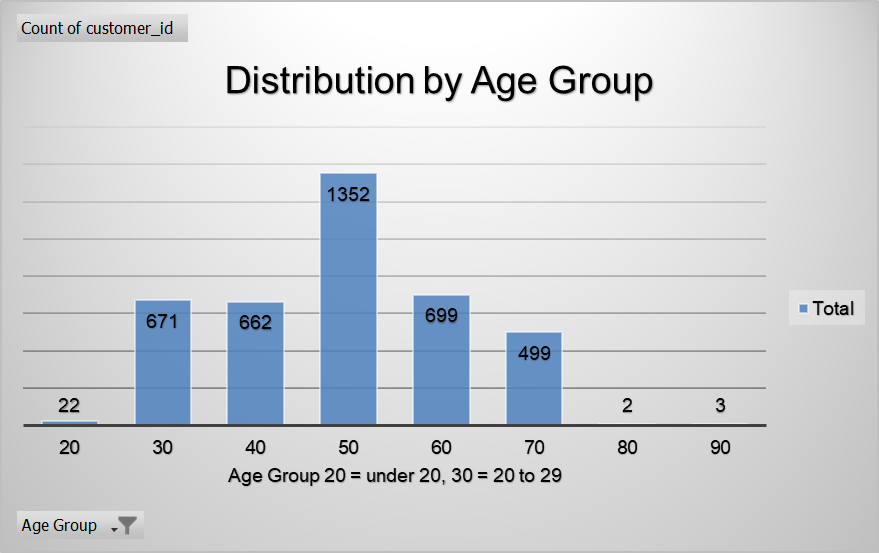 Count of customer_id
Distribution by Age Group
1352
671
662
699
499
22
2
3
Total
20 30 40 50 60 70 80 90
Age Group 20 = under 20, 30 = 20 to 29
Age Group